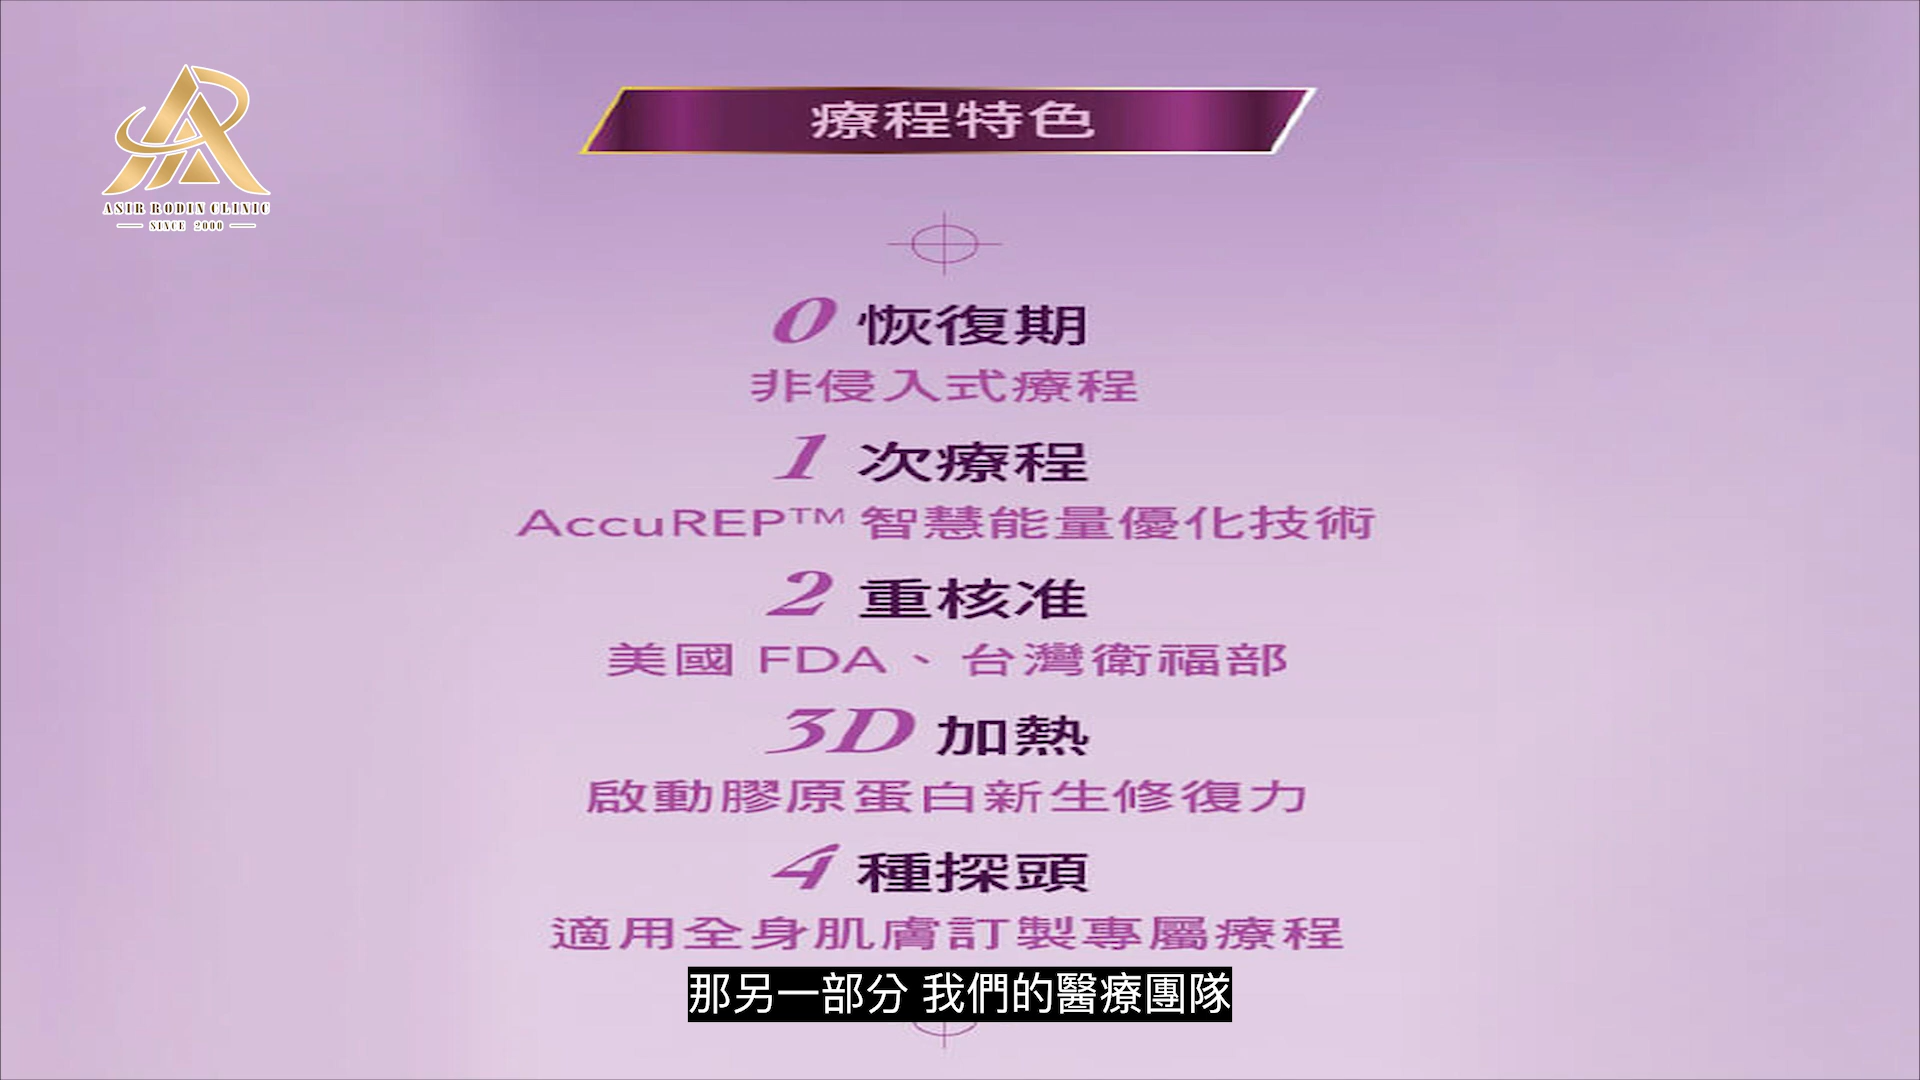 ASIR RODIN CLINIC
SINCE 2000
療程特色
0 恢復期
非侵入式療程
1 次療程
AccuREP™ 智慧能量優化技術
2 重核准
美國 FDA、台灣衛福部
3D 加熱
啟動膠原蛋白新生修復力
4 種探頭
適用全身肌膚訂製專屬療程
那另一部分 我們的醫療團隊